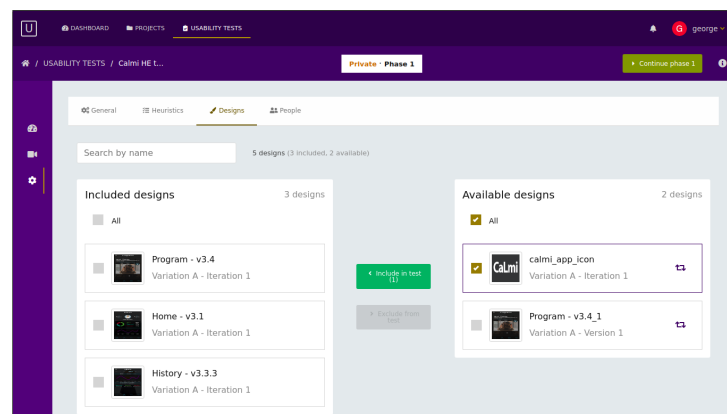 U
DASHBOARD
PROJECTS
USABILITY TESTS
G
george
/ USABILITY TESTS / Calmi HE t...
Private · Phase 1
Continue phase 1
General
Heuristics
Designs
People
Search by name
5 designs (3 included, 2 available)
Included designs
3 designs
All
Program - v3.4
Variation A - Iteration 1
Home - v3.1
Variation A - Iteration 1
History - v3.3.3
Variation A - Iteration 1
Include in test
(1)
Exclude from
test
Available designs
2 designs
All
CaLmi
calmi_app_icon
Variation A - Iteration 1
Program - v3.4_1
Variation A - Version 1